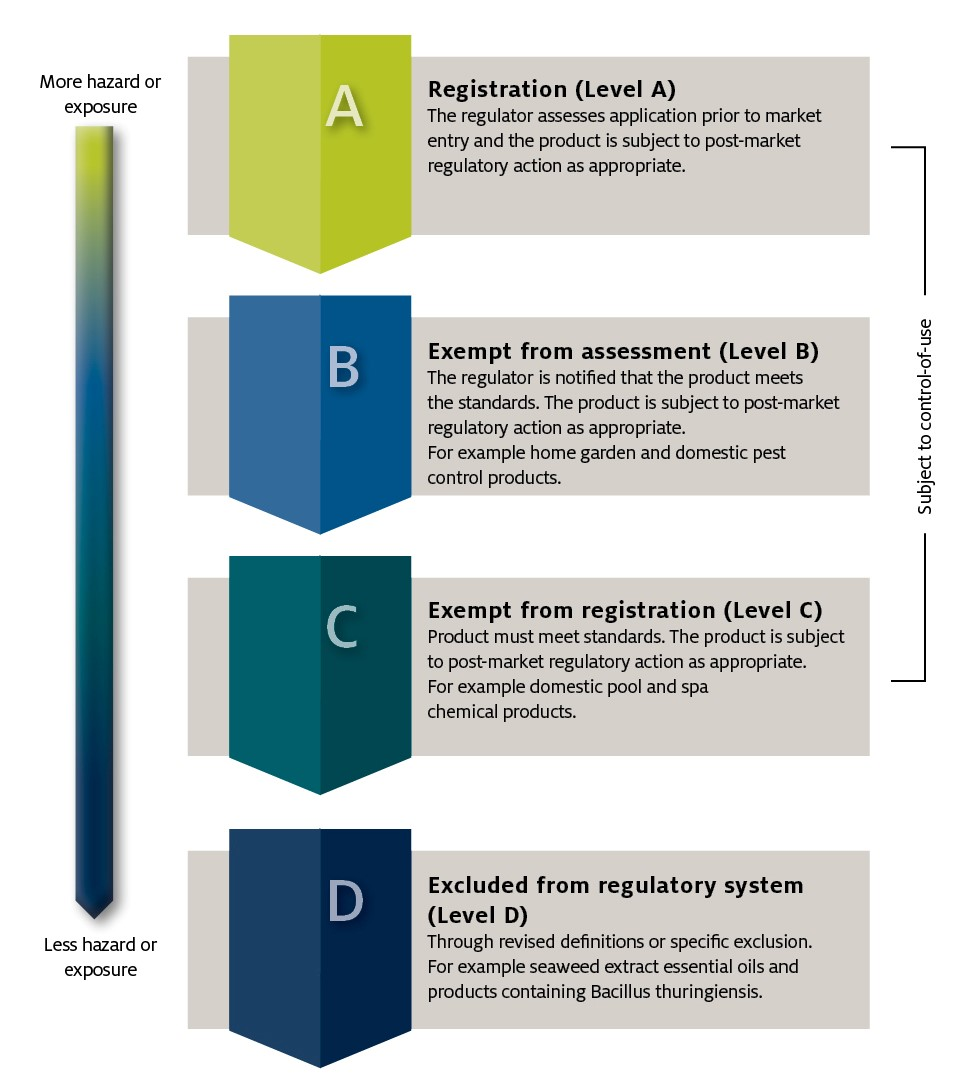 More hazard or
exposure
A
Registration (Level A)
The regulator assesses application prior to market
entry and the product is subject to post-market
regulatory action as appropriate.
B
Exempt from assessment (Level B)
The regulator is notified that the product meets
the standards. The product is subject to post-market
regulatory action as appropriate.
For example home garden and domestic pest
control products.
C
Exempt from registration (Level C)
Product must meet standards. The product is subject
to post-market regulatory action as appropriate.
For example domestic pool and spa
chemical products.
D
Excluded from regulatory system
(Level D)
Through revised definitions or specific exclusion.
For example seaweed extract essential oils and
products containing Bacillus thuringiensis.
Less hazard or
exposure
Subject to control-of-use